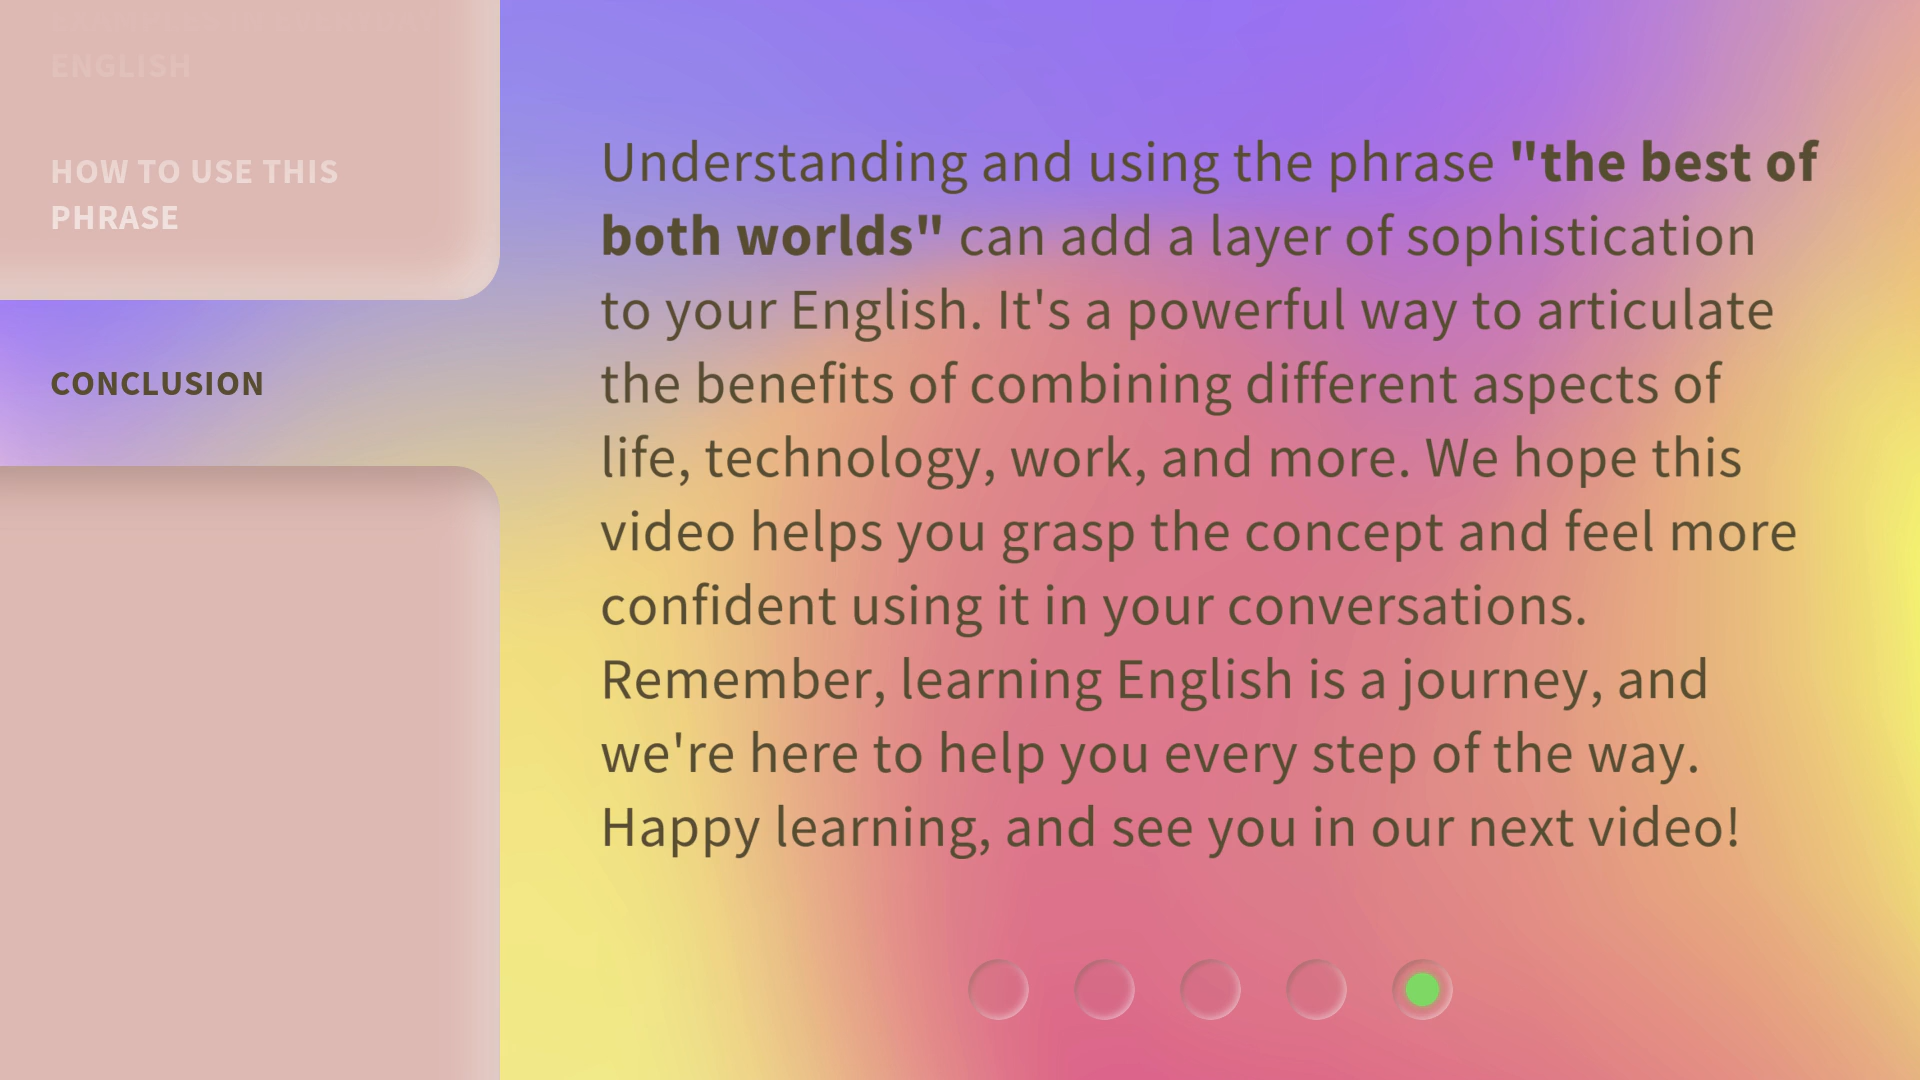 ENGLISH
HOW TO USE THIS
PHRASE
CONCLUSION
Understanding and using the phrase "the best of
both worlds" can add a layer of sophistication
to your English. It's a powerful way to articulate
the benefits of combining different aspects of
life, technology, work, and more. We hope this
video helps you grasp the concept and feel more
confident using it in your conversations.
Remember, learning English is a journey, and
we're here to help you every step of the way.
Happy learning, and see you in our next video!